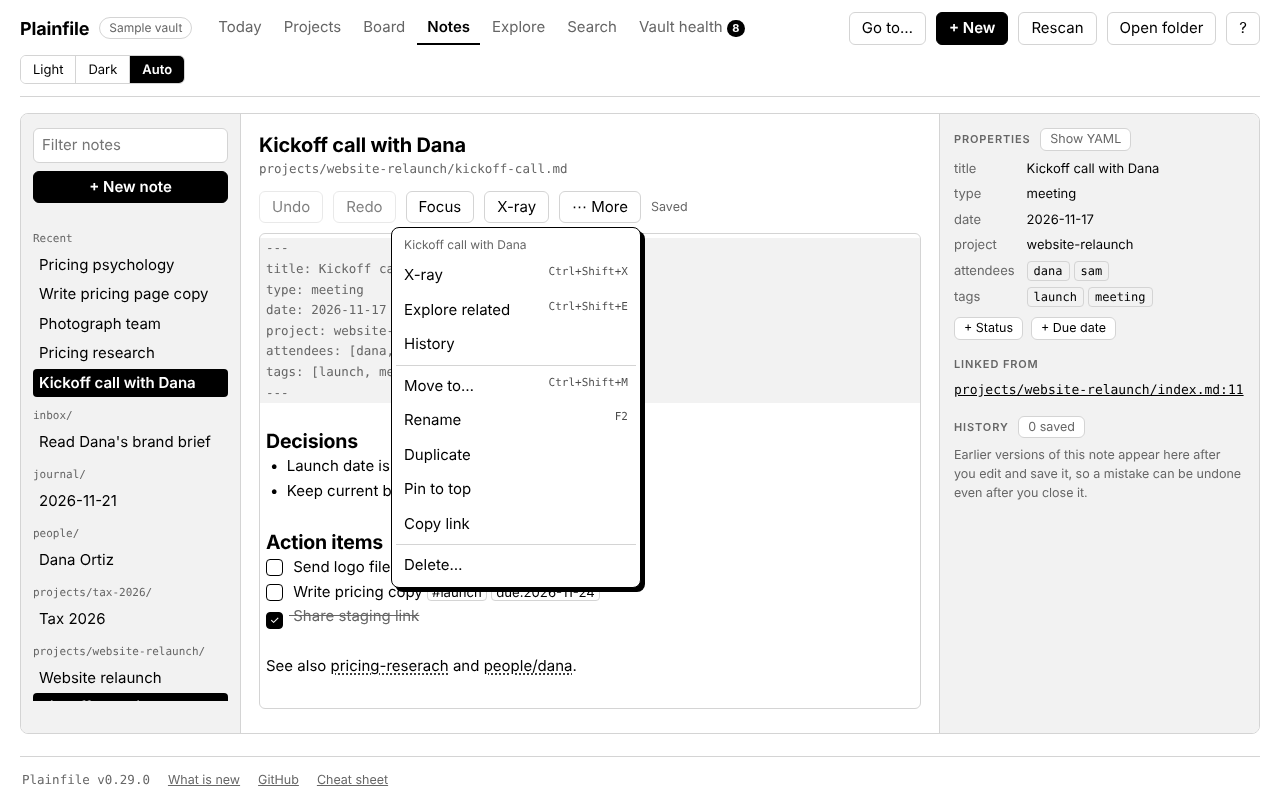 Plainfile Sample vault Today Projects Board Notes Explore Search Vault health 8 Go to... + New Rescan Open folder ?
Light Dark Auto
Filter notes
+ New note
Recent
Pricing psychology
Write pricing page copy
Photograph team
Pricing research
Kickoff call with Dana
inbox/
Read Dana's brand brief
journal/
2026-11-21
people/
Dana Ortiz
projects/tax-2026/
Tax 2026
projects/website-relaunch/
Website relaunch
Kickoff call with Dana
projects/website-relaunch/kickoff-call.md
Undo Redo Focus X-ray ··· More Saved
---
title: Kickoff ca
type: meeting
date: 2026-11-17
project: website-
attendees: [dana,
tags: [launch, me
---
Decisions
• Launch date is
• Keep current b
Action items
Send logo file
Write pricing copy #launch due:2026-11-24
Share staging link
See also pricing-reserach and people/dana.
Kickoff call with Dana
X-ray Ctrl+Shift+X
Explore related Ctrl+Shift+E
History
Move to... Ctrl+Shift+M
Rename F2
Duplicate
Pin to top
Copy link
Delete...
PROPERTIES Show YAML
title Kickoff call with Dana
type meeting
date 2026-11-17
project website-relaunch
attendees dana sam
tags launch meeting
+ Status + Due date
LINKED FROM
projects/website-relaunch/index.md:11
HISTORY 0 saved
Earlier versions of this note appear here after
you edit and save it, so a mistake can be undone
even after you close it.
Plainfile v0.29.0 What is new GitHub Cheat sheet